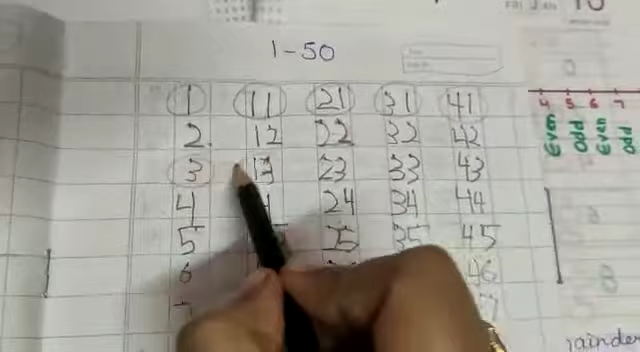 1-50
1 11 21 31 41
2 12 22 32 42
3 13 23 33 43
4 24 34 44
5 25 35 45
6 46
4 5 6 7
Even Odd Even Odd
8